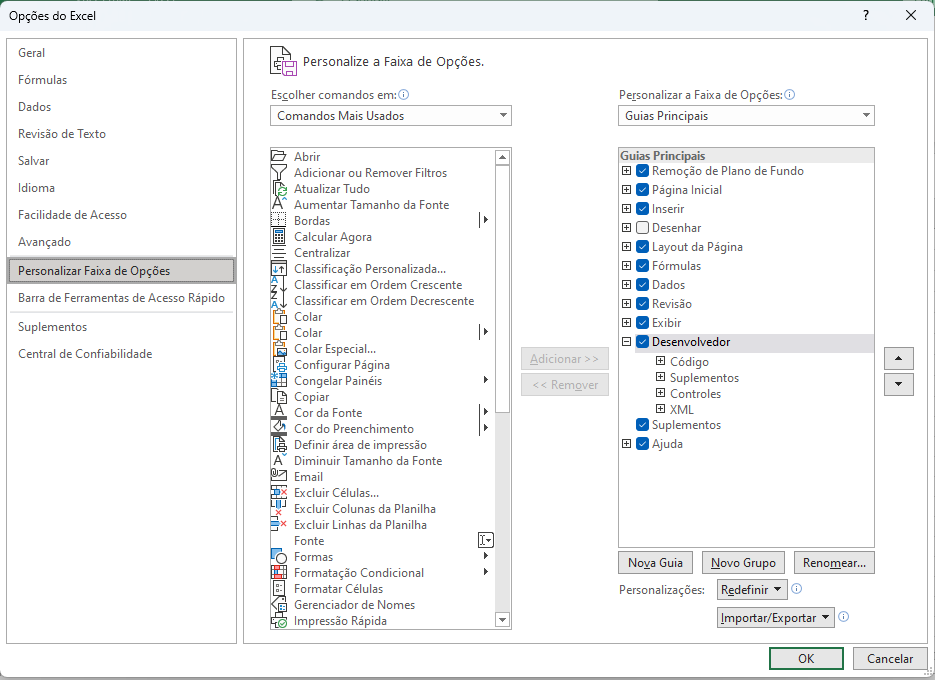 Opções do Excel
?
Geral
Fórmulas
Dados
Revisão de Texto
Salvar
Idioma
Facilidade de Acesso
Avançado
Personalizar Faixa de Opções
Barra de Ferramentas de Acesso Rápido
Suplementos
Central de Confiabilidade
Personalize a Faixa de Opções.
Escolher comandos em:
Comandos Mais Usados
Abrir
Adicionar ou Remover Filtros
Atualizar Tudo
Aumentar Tamanho da Fonte
Bordas
Calcular Agora
Centralizar
Classificação Personalizada...
Classificar em Ordem Crescente
Classificar em Ordem Decrescente
Colar
Colar
Colar Especial...
Configurar Página
Congelar Painéis
Copiar
Cor da Fonte
Cor do Preenchimento
Definir área de impressão
Diminuir Tamanho da Fonte
Email
Excluir Células...
Excluir Colunas da Planilha
Excluir Linhas da Planilha
Fonte
Formas
Formatação Condicional
Formatar Células
Gerenciador de Nomes
Impressão Rápida
Adicionar >>
<< Remover
Personalizar a Faixa de Opções:
Guias Principais
Guias Principais
Remoção de Plano de Fundo
Página Inicial
Inserir
Desenhar
Layout da Página
Fórmulas
Dados
Revisão
Exibir
Desenvolvedor
Código
Suplementos
Controles
XML
Suplementos
Ajuda
Nova Guia
Novo Grupo
Renomear...
Personalizações:
Redefinir
Importar/Exportar
OK
Cancelar